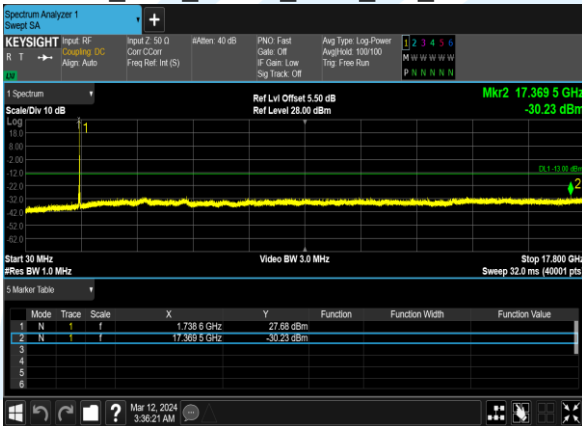 Spectrum Analyzer 1
Swept SA
+
KEYSIGHT Input: RF Input Z: 50 Ω #Atten: 40 dB PNO: Fast Avg Type: Log-Power 1 2 3 4 5 6
R T Coupling: DC Corr CCorr Gate: Off Avg|Hold: 100/100 M W W W W W
Align: Auto Freq Ref: Int (S) IF Gain: Low Trig: Free Run
LXI Sig Track: Off P N N N N N
1 Spectrum Ref Lvl Offset 5.50 dB Mkr2 17.369 5 GHz
Scale/Div 10 dB Ref Level 28.00 dBm -30.23 dBm
Log
1
18.0
8.00
-2.00
DL1 -13.00 dBm
-12.0
2
-22.0
-32.0
-42.0
-52.0
-62.0
Start 30 MHz Video BW 3.0 MHz Stop 17.800 GHz
#Res BW 1.0 MHz Sweep 32.0 ms (40001 pts)
5 Marker Table
Mode Trace Scale X Y Function Function Width Function Value
1 N 1 f 1.738 6 GHz 27.68 dBm
2 N 1 f 17.369 5 GHz -30.23 dBm
3
4
5
6
? Mar 12, 2024
3:36:21 AM